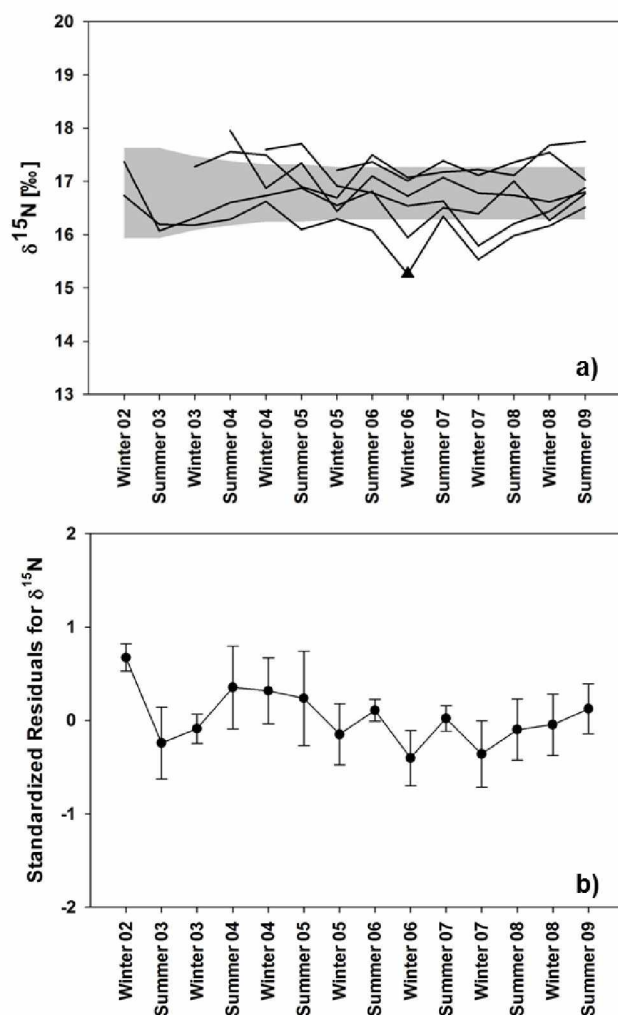 20
19
18
17
16
15
14
13
δ15N [‰]
a)
Winter 02
Summer 03
Winter 03
Summer 04
Winter 04
Summer 05
Winter 05
Summer 06
Winter 06
Summer 07
Winter 07
Summer 08
Winter 08
Summer 09
2
1
0
-1
-2
Standardized Residuals for δ15N
b)
Winter 02
Summer 03
Winter 03
Summer 04
Winter 04
Summer 05
Winter 05
Summer 06
Winter 06
Summer 07
Winter 07
Summer 08
Winter 08
Summer 09